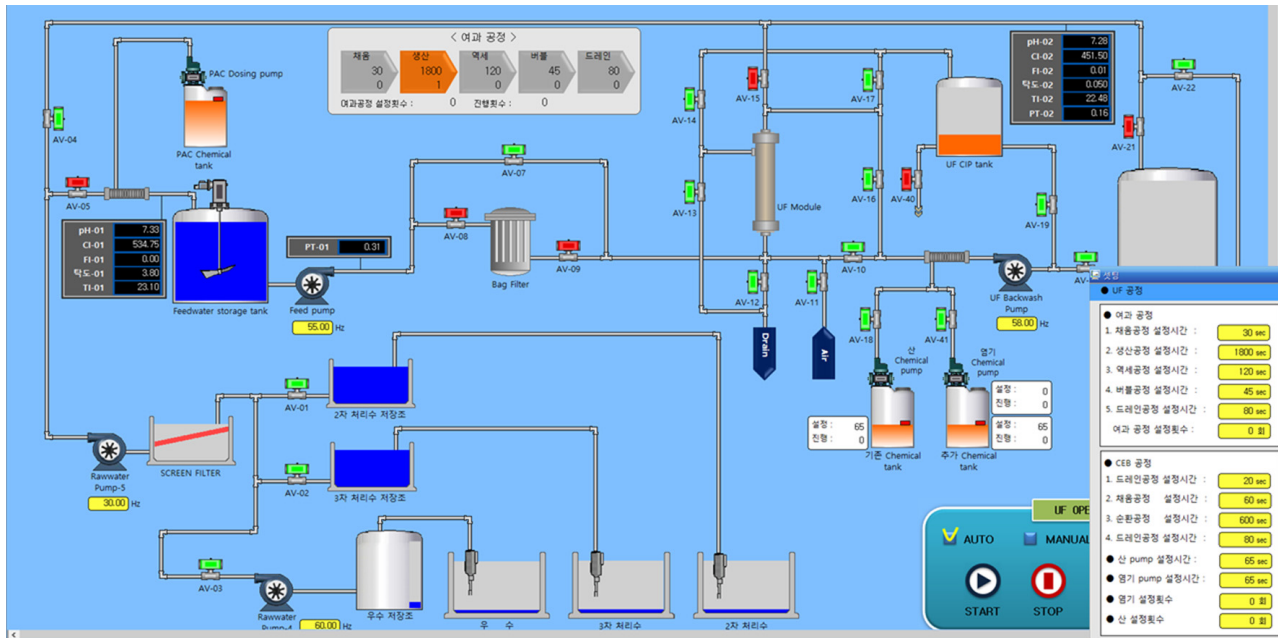 < 여과 공정 >
채움 생산 역세 버블 드레인
30 1800 120 45 80
0 1 0 0 0
여과공정 설정횟수 : 0 진행횟수 : 0
PAC Dosing pump
PAC Chemical
tank
AV-04
AV-05
pH-01 7.33
CI-01 534.75
FI-01 0.00
탁도-01 3.80
TI-01 23.10
Feedwater storage tank
PT-01 0.31
Feed pump
55.00 Hz
AV-07
AV-08
AV-09
Bag Filter
AV-14
AV-15
AV-17
AV-13
UF Module
AV-16
AV-40
UF CIP tank
AV-19
pH-02 7.28
CI-02 451.50
FI-02 0.01
탁도-02 0.050
TI-02 22.48
PT-02 0.16
AV-22
AV-21
AV-12
AV-11
AV-10
Drain
Air
UF Backwash
Pump
58.00 Hz
AV-18
AV-41
산
Chemical
pump
염기
Chemical
pump
설정 : 0
진행 : 0
설정 : 65
진행 : 0
설정 : 65
진행 : 0
기존 Chemical
tank
추가 Chemical
tank
AV-01
2차 처리수 저장조
AV-02
3차 처리수 저장조
SCREEN FILTER
Rawwater
Pump-5
30.00 Hz
AV-03
Rawwater
Pump-4
60.00 Hz
우수 저장조
우 수
3차 처리수
2차 처리수
UF OPE
AUTO MANUAL
START STOP
셋팅
● UF 공정
● 여과 공정
1. 채움공정 설정시간 : 30 sec
2. 생산공정 설정시간 : 1800 sec
3. 역세공정 설정시간 : 120 sec
4. 버블공정 설정시간 : 45 sec
5. 드레인공정 설정시간 : 80 sec
여과 공정 설정횟수 : 0 회
● CEB 공정
1. 드레인공정 설정시간 : 20 sec
2. 채움공정 설정시간 : 60 sec
3. 순환공정 설정시간 : 600 sec
4. 드레인공정 설정시간 : 80 sec
● 산 pump 설정시간 : 65 sec
● 염기 pump 설정시간 : 65 sec
● 염기 설정횟수 0 회
● 산 설정횟수 0 회